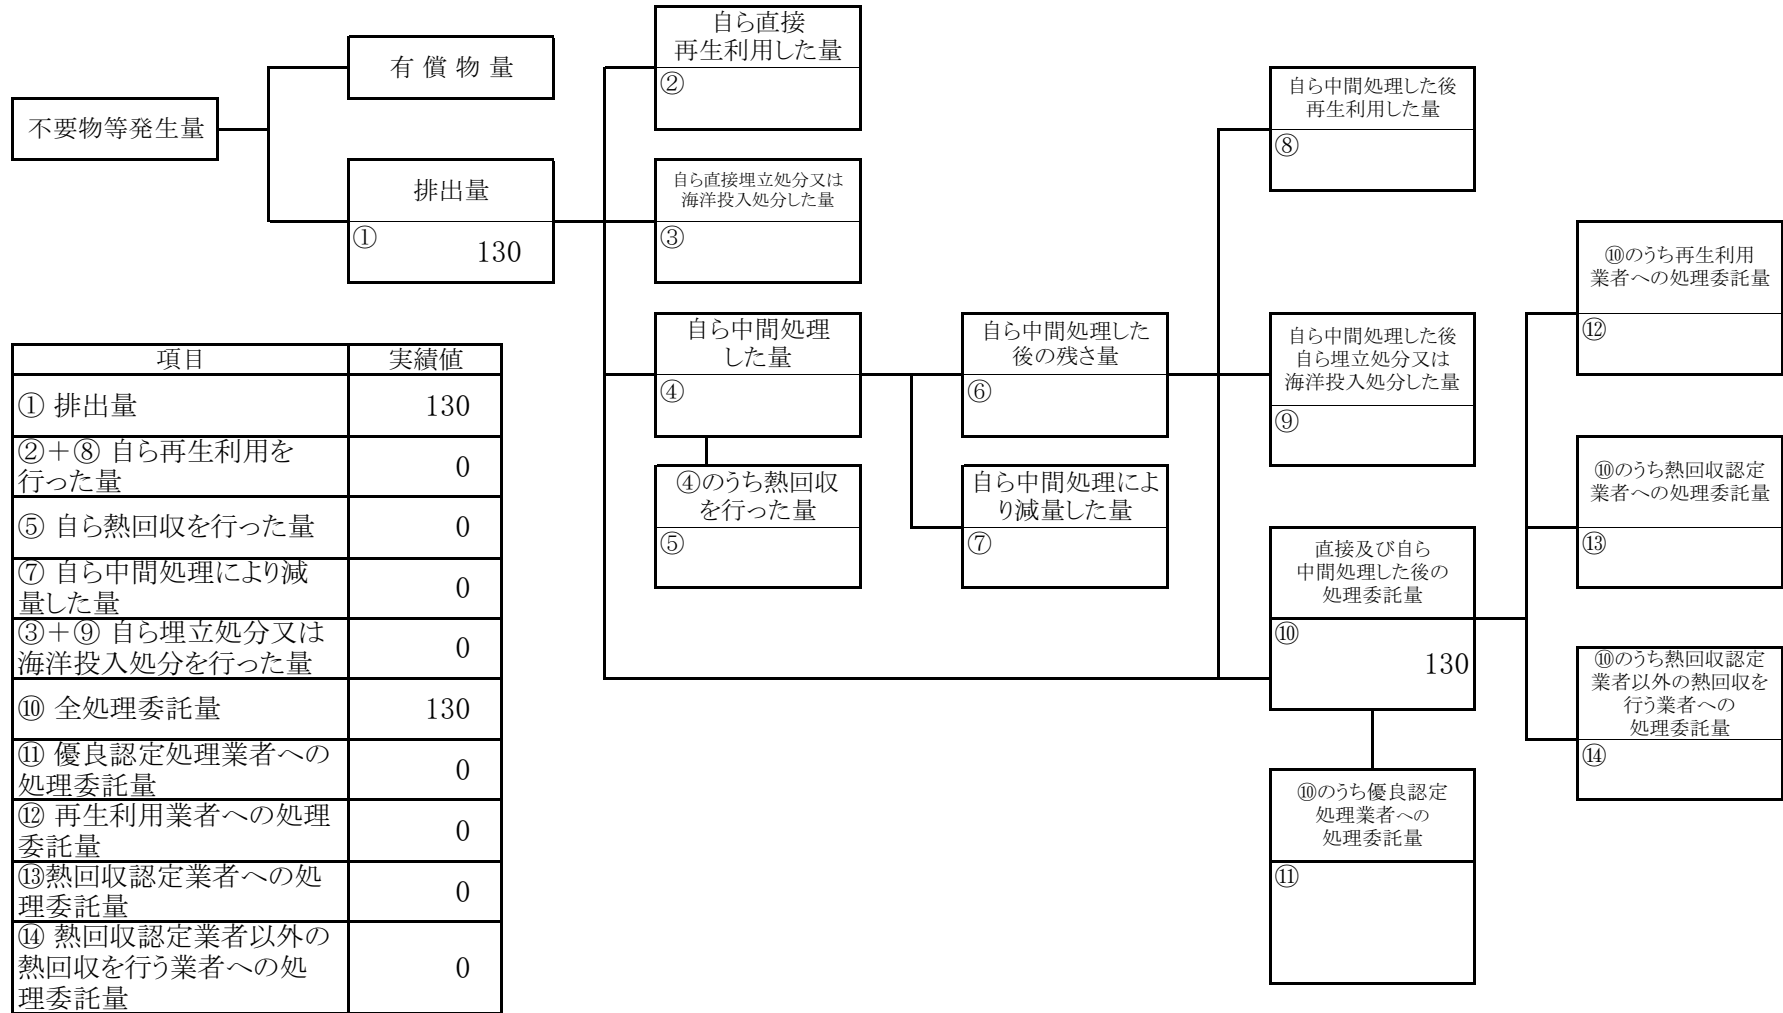 不要物等発生量
有 償 物 量
排出量
①
130
自ら直接
再生利用した量
②
自ら直接埋立処分又は
海洋投入処分した量
③
自ら中間処理
した量
④
④のうち熱回収
を行った量
⑤
自ら中間処理した
後の残さ量
⑥
自ら中間処理によ
り減量した量
⑦
自ら中間処理した後
再生利用した量
⑧
自ら中間処理した後
自ら埋立処分又は
海洋投入処分した量
⑨
直接及び自ら
中間処理した後の
処理委託量
⑩
130
⑩のうち優良認定
処理業者への
処理委託量
⑪
⑩のうち再生利用
業者への処理委託量
⑫
⑩のうち熱回収認定
業者への処理委託量
⑬
⑩のうち熱回収認定
業者以外の熱回収を
行う業者への
処理委託量
⑭
項目 実績値
① 排出量 130
②＋⑧ 自ら再生利用を
行った量 0
⑤ 自ら熱回収を行った量 0
⑦ 自ら中間処理により減
量した量 0
③＋⑨ 自ら埋立処分又は
海洋投入処分を行った量 0
⑩ 全処理委託量 130
⑪ 優良認定処理業者への
処理委託量 0
⑫ 再生利用業者への処理
委託量 0
⑬熱回収認定業者への処
理委託量 0
⑭ 熱回収認定業者以外の
熱回収を行う業者への処
理委託量 0